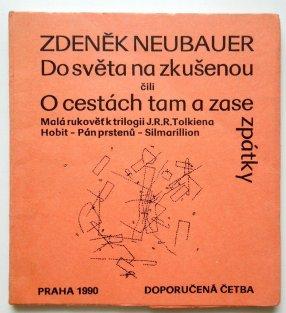 ZDENĚK NEUBAUER
Do světa na zkušenou
čili
O cestách tam a zase
zpátky
Malá rukověť k trilogii J.R.R.Tolkiena
Hobit - Pán prstenů - Silmarillion
PRAHA 1990
DOPORUČENÁ ČETBA